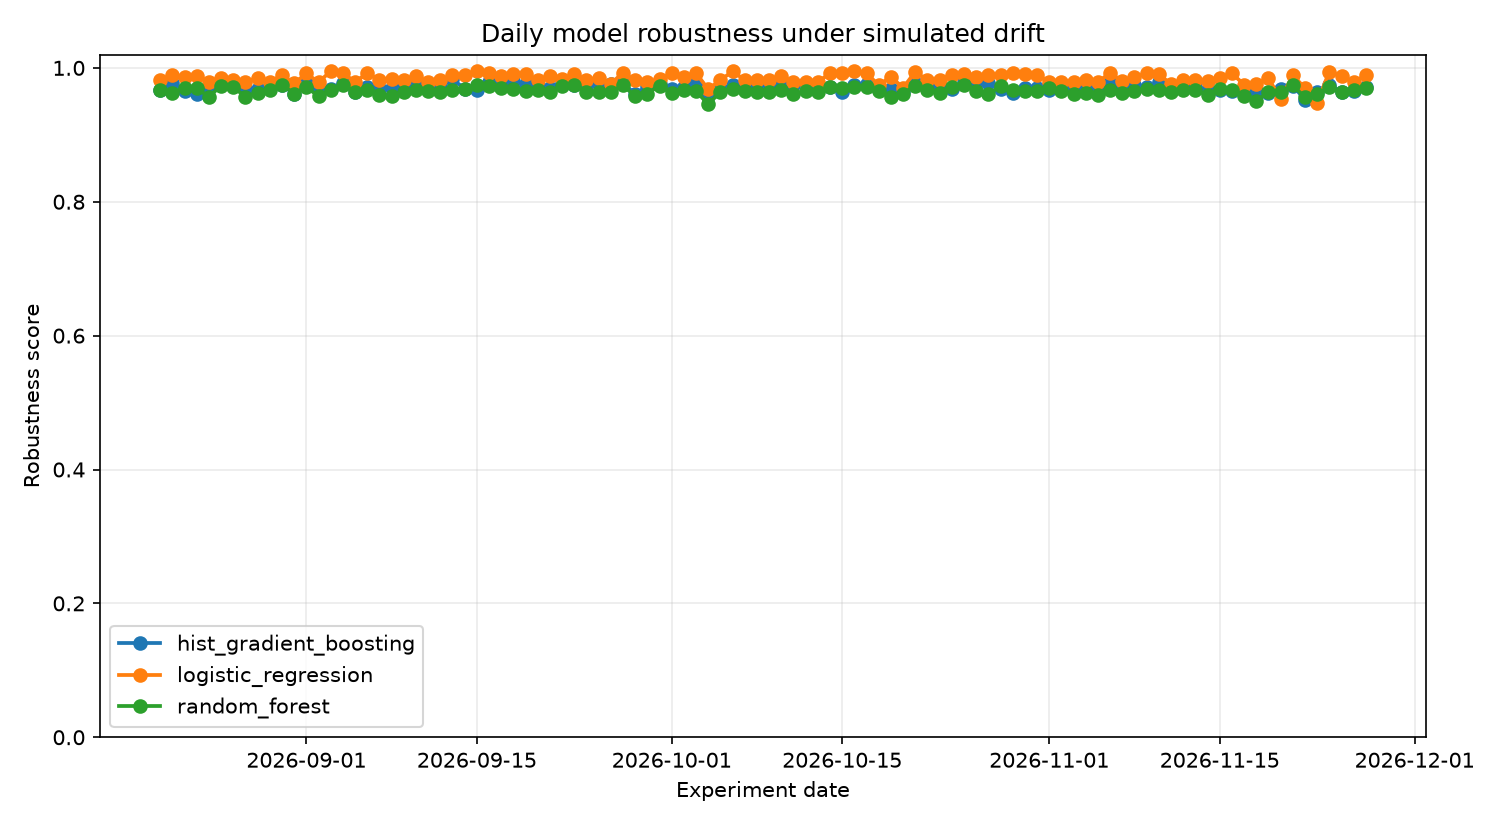 Daily model robustness under simulated drift
1.0
0.8
0.6
0.4
0.2
0.0
Robustness score
hist_gradient_boosting
logistic_regression
random_forest
2026-09-01 2026-09-15 2026-10-01 2026-10-15 2026-11-01 2026-11-15 2026-12-01
Experiment date